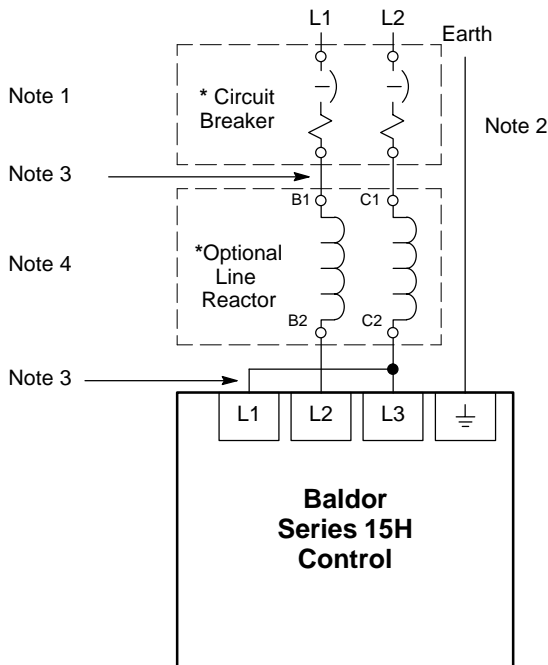 L1 L2
Earth
Note 1
* Circuit
Breaker
Note 2
Note 3
B1 C1
Note 4
*Optional
Line
Reactor
B2 C2
Note 3
L1 L2 L3
Baldor
Series 15H
Control